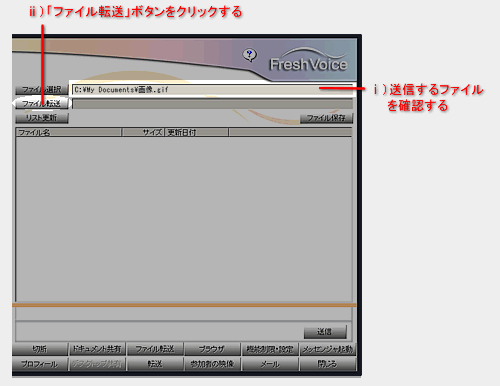 ⅱ)「ファイル転送」ボタンをクリックする
FreshVoice
ファイル選択 C:¥My Documents¥画像.gif
ⅰ)送信するファイル
を確認する
ファイル転送
リスト更新 ファイル保存
ファイル名 サイズ 更新日付
送信
切断 ドキュメント共有 ファイル転送 ブラウザ 機能制限・設定 メッセンジャ起動
プロフィール デスクトップ共有 転送 参加者の映像 メール 閉じる